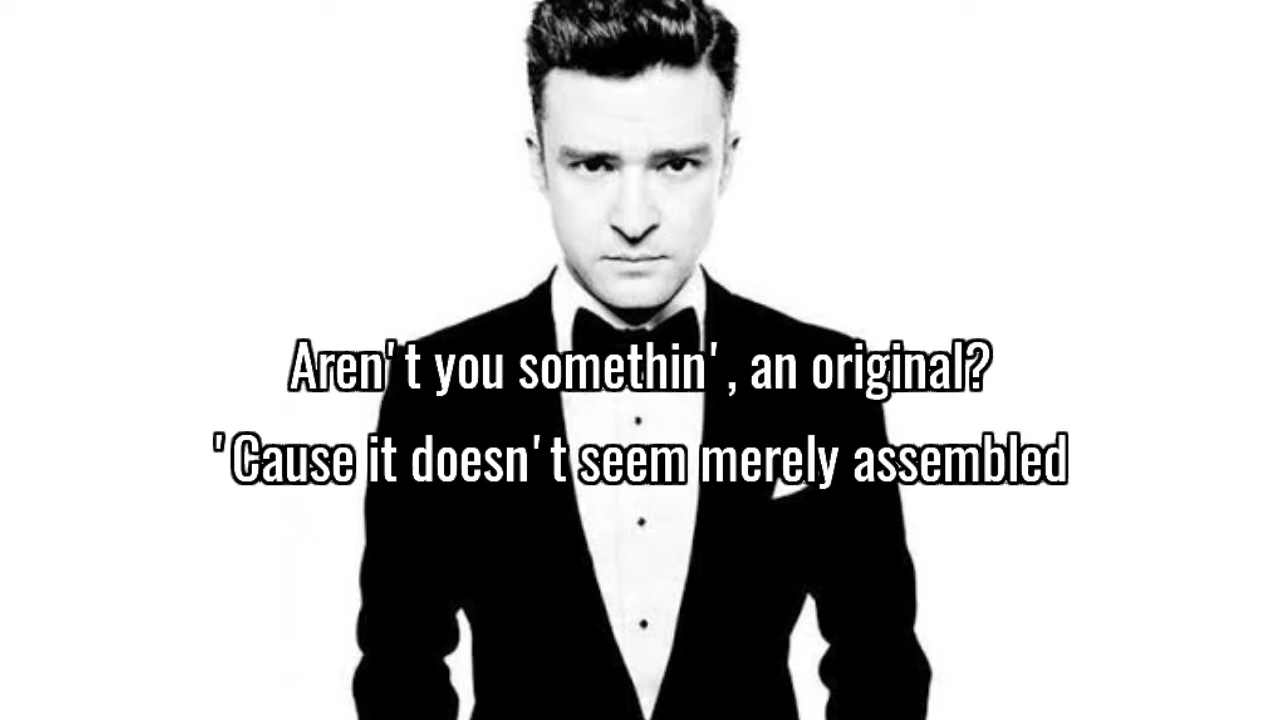 Aren't you somethin', an original?
'Cause it doesn't seem merely assembled